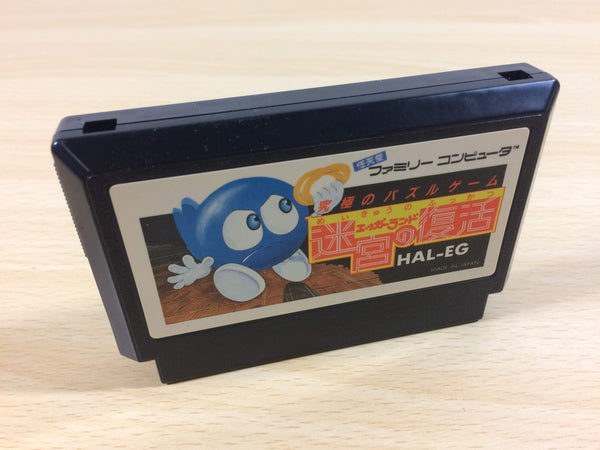 任天堂
ファミリー コンピュータ™
究極のパズルゲーム
めいきゅうのふっかつ
エッガーランド
迷宮の復活
HAL-EG
MADE IN JAPAN